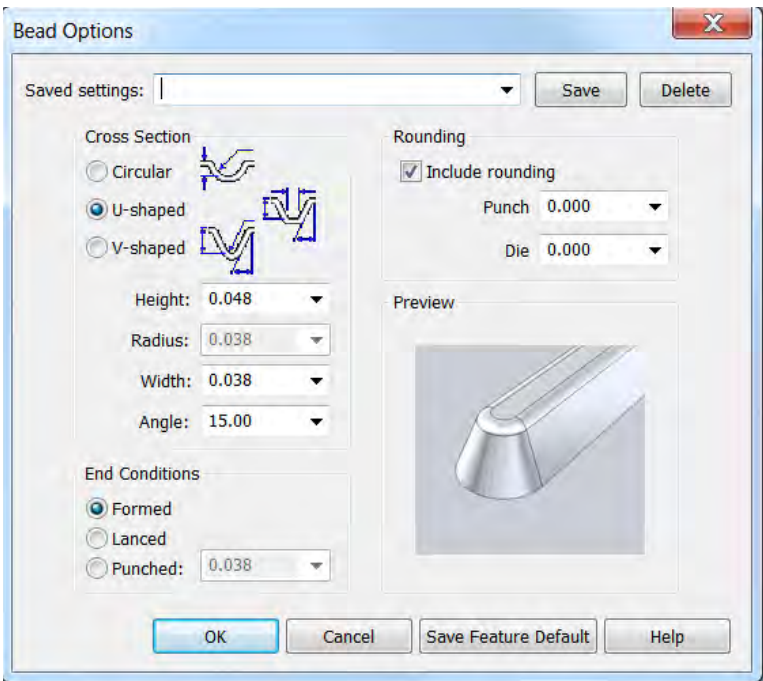 Bead Options
Saved settings:
Save
Delete
Cross Section
Circular
U-shaped
V-shaped
Height: 0.048
Radius: 0.038
Width: 0.038
Angle: 15.00
End Conditions
Formed
Lanced
Punched: 0.038
Rounding
Include rounding
Punch 0.000
Die 0.000
Preview
OK
Cancel
Save Feature Default
Help